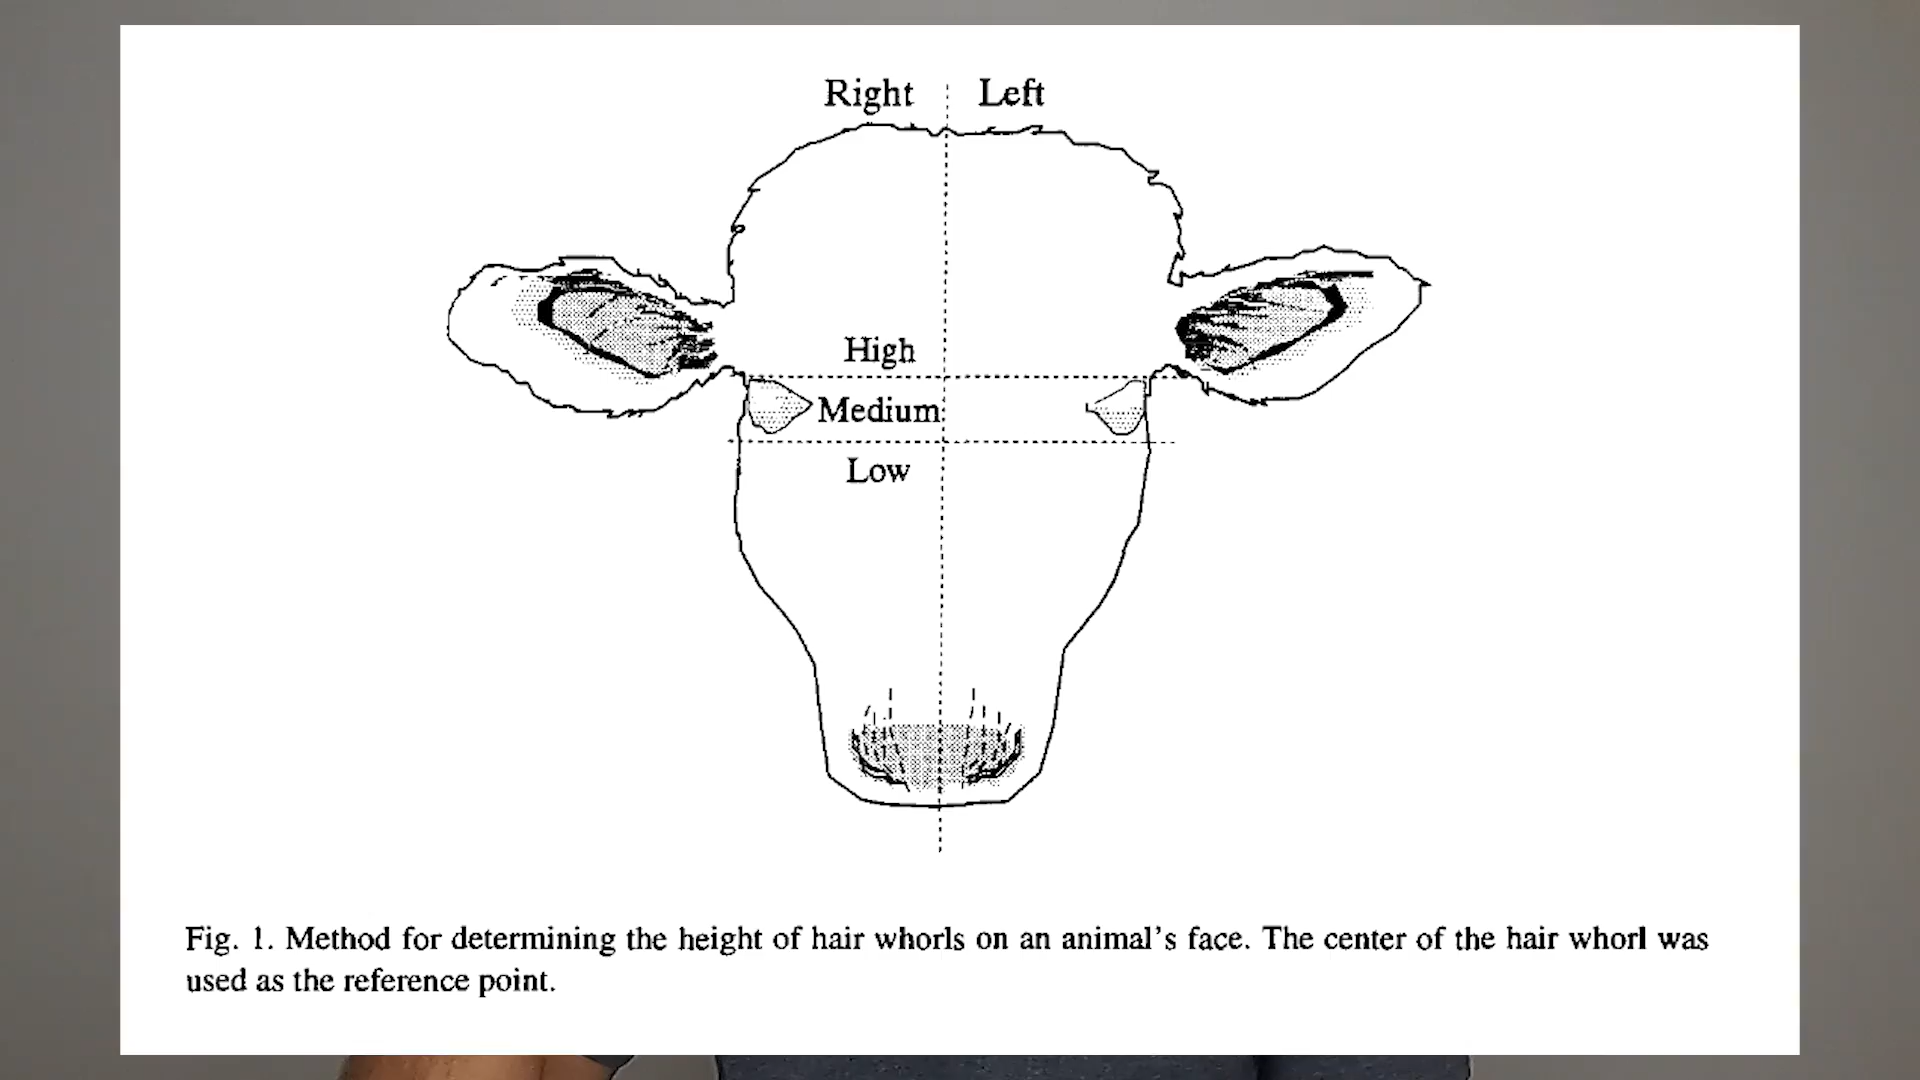 Right Left
High
Medium
Low
Fig. 1. Method for determining the height of hair whorls on an animal's face. The center of the hair whorl was
used as the reference point.